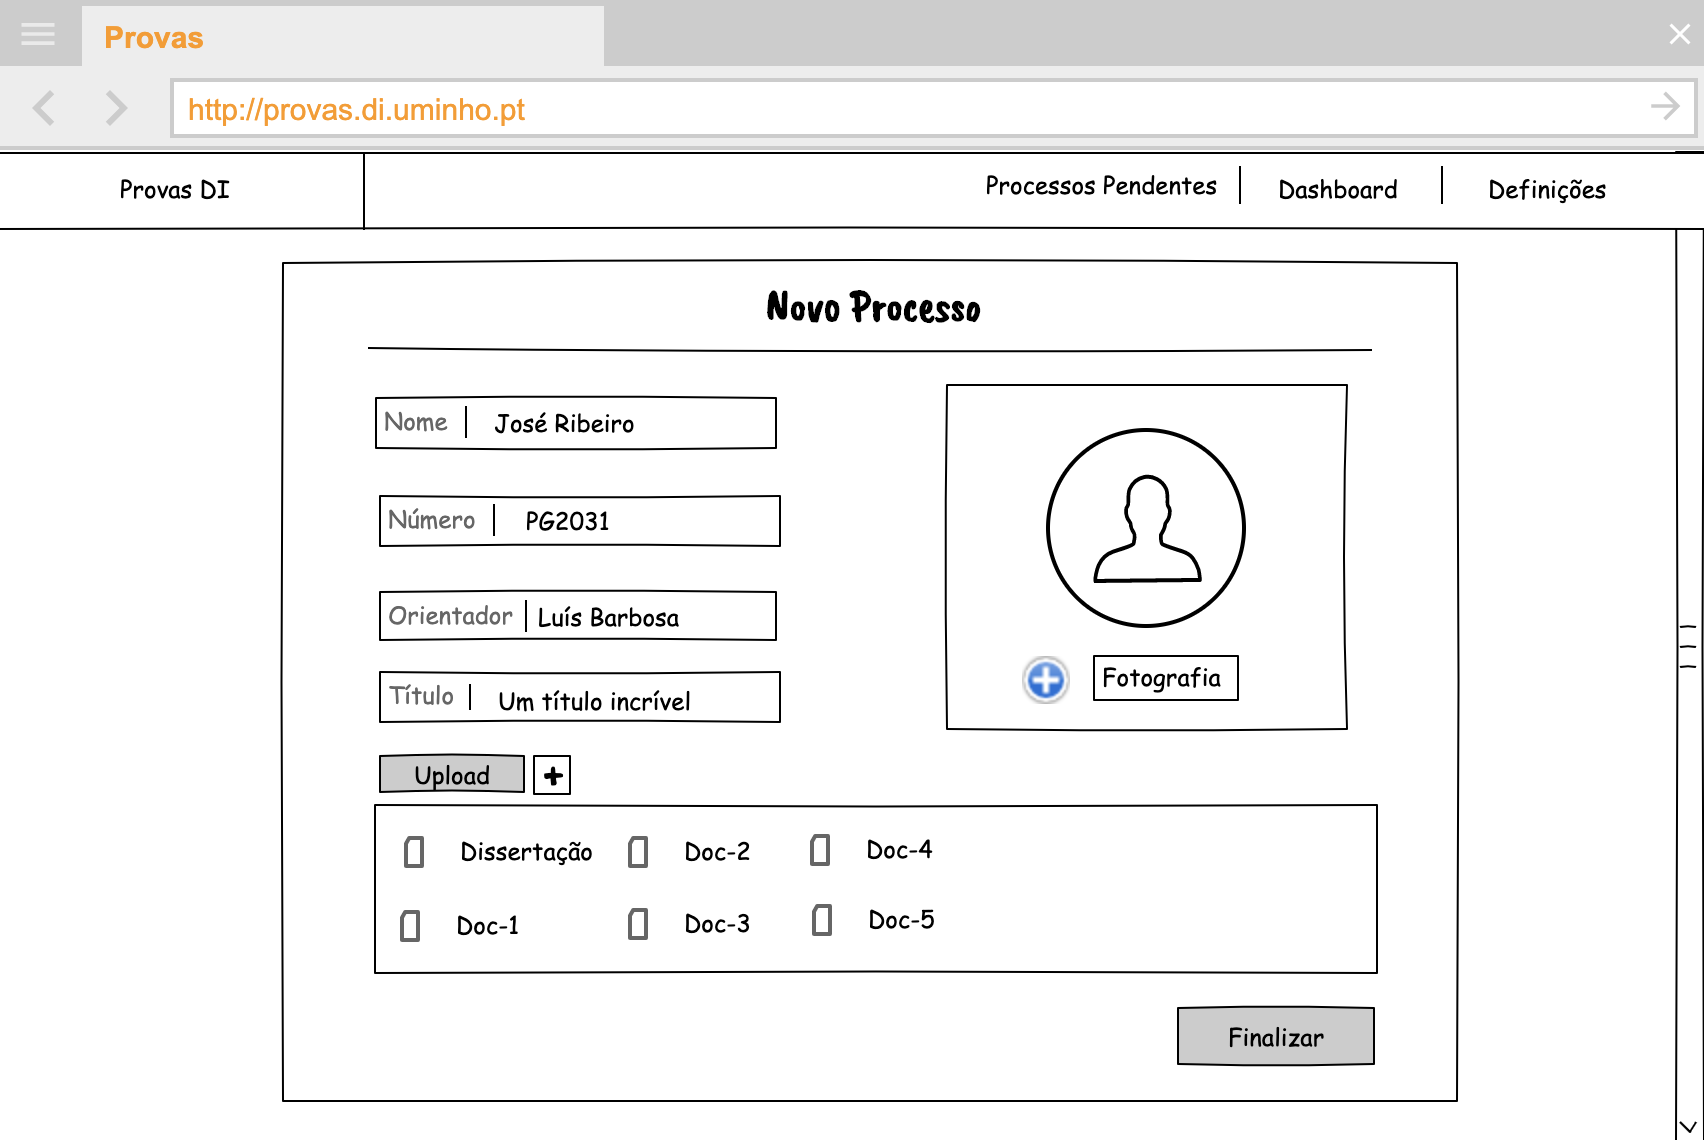 Provas
http://provas.di.uminho.pt
Provas DI
Processos Pendentes
Dashboard
Definições
Novo Processo
Nome
José Ribeiro
Número
PG2031
Orientador
Luís Barbosa
Título
Um título incrível
Fotografia
Upload
Dissertação
Doc-2
Doc-4
Doc-1
Doc-3
Doc-5
Finalizar